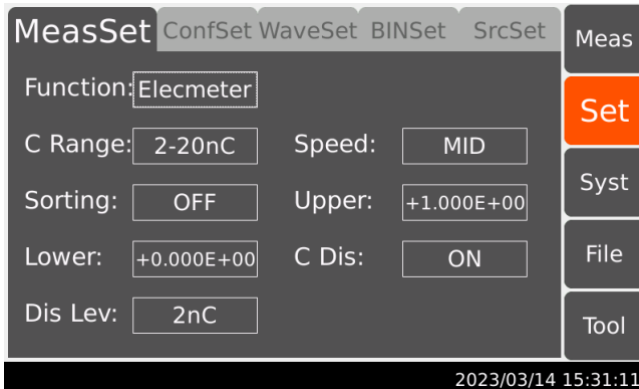 MeasSet ConfSet WaveSet BINSet SrcSet
Meas
Function: Elecmeter
Set
C Range: 2-20nC Speed: MID
Syst
Sorting: OFF Upper: +1.000E+00
Lower: +0.000E+00 C Dis: ON
File
Dis Lev: 2nC
Tool
2023/03/14 15:31:11